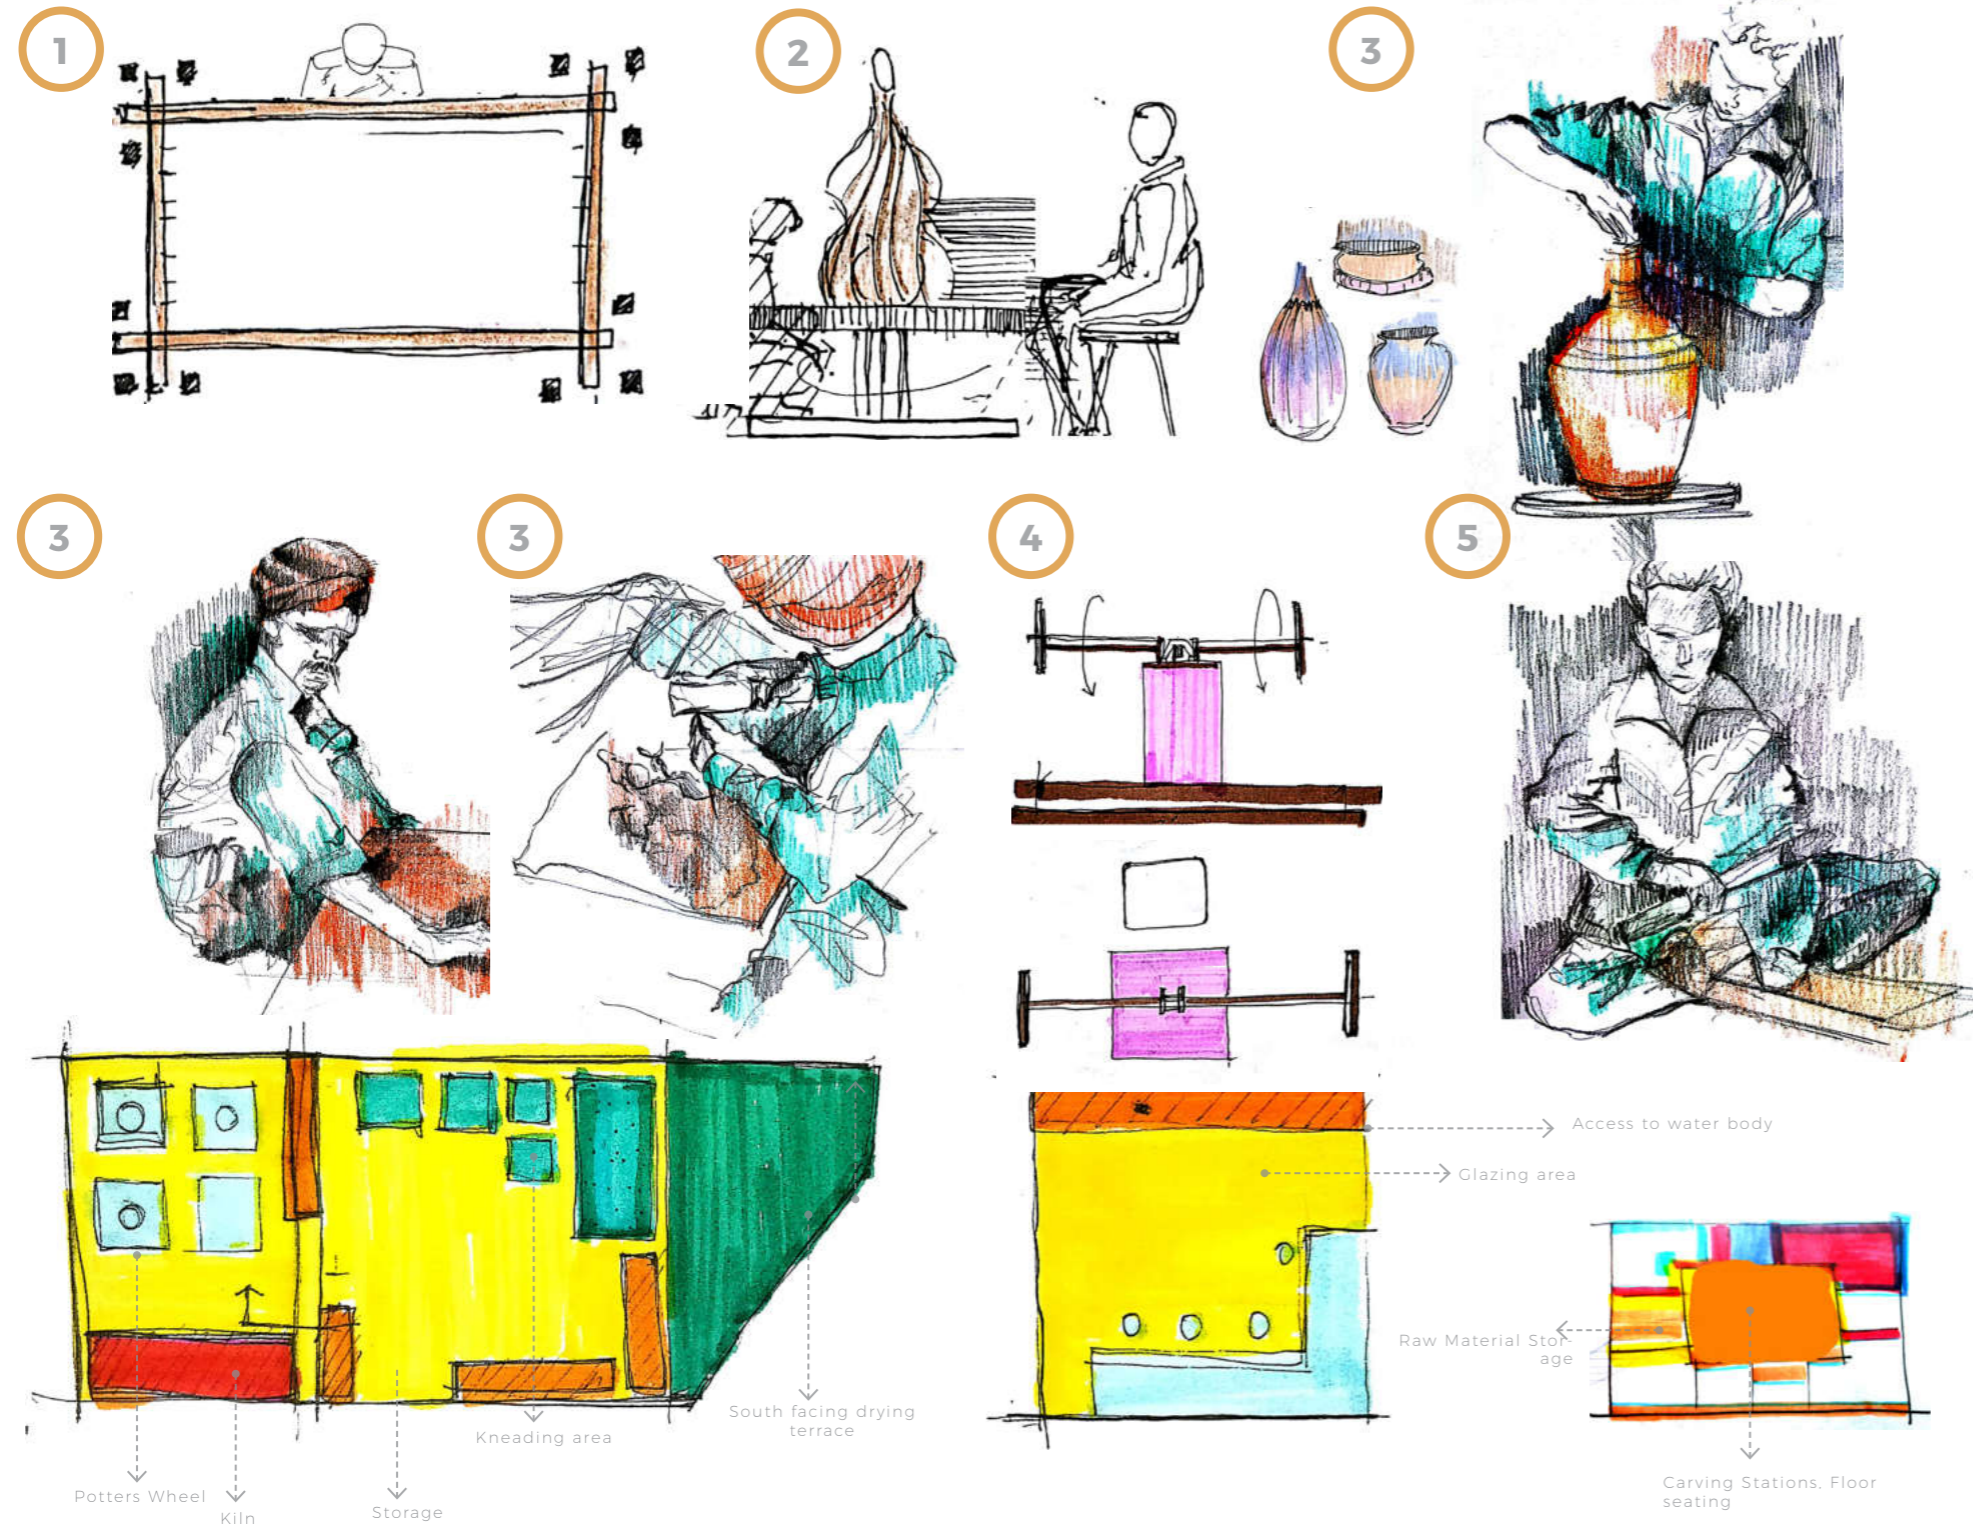 1
2
3
3
3
4
5
Access to water body
Glazing area
Raw Material Stor-
age
South facing drying
terrace
Kneading area
Potters Wheel
Kiln
Storage
Carving Stations, Floor
seating